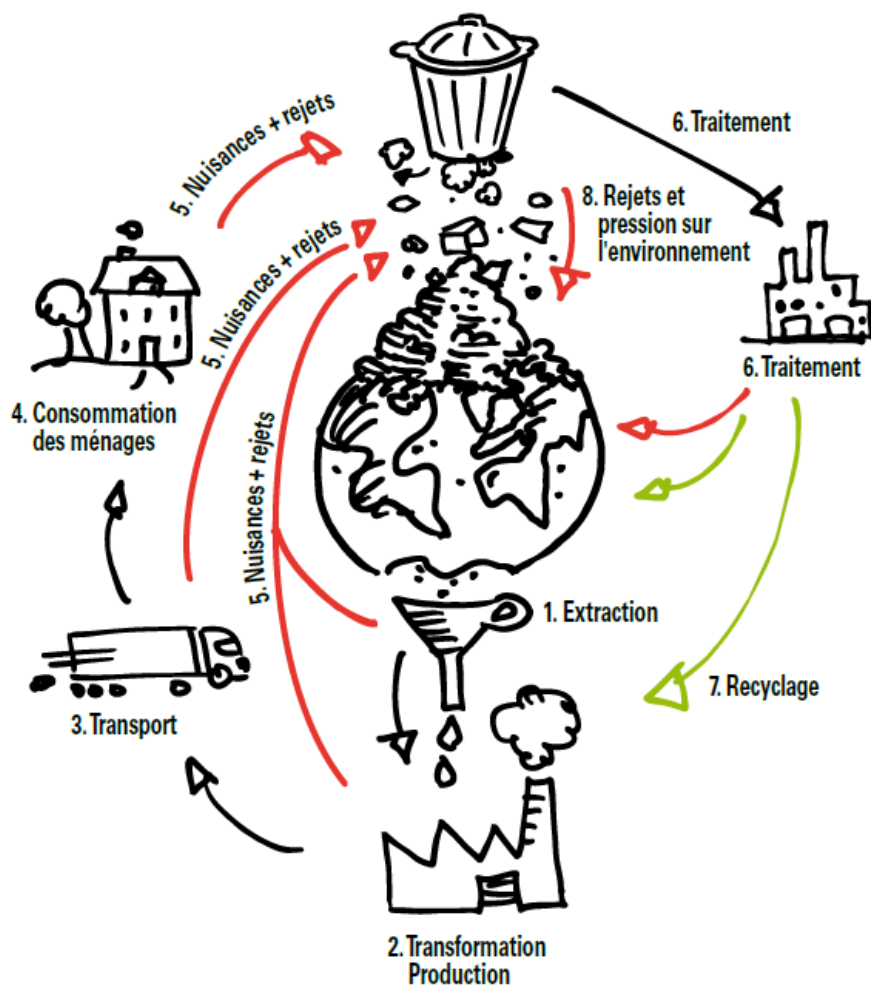 5. Nuisances + rejets
6. Traitement
8. Rejets et
pression sur
l'environnement
5. Nuisances + rejets
6. Traitement
4. Consommation
des ménages
5. Nuisances + rejets
1. Extraction
7. Recyclage
3. Transport
2. Transformation
Production